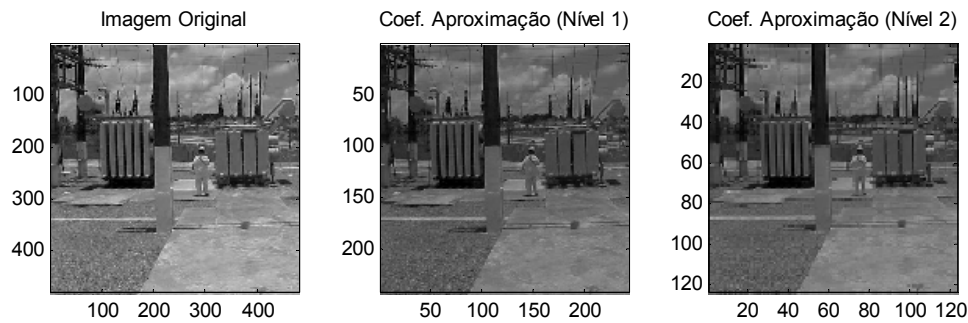 Imagem Original
100
200
300
400
100 200 300 400
Coef. Aproximação (Nível 1)
50
100
150
200
50 100 150 200
Coef. Aproximação (Nível 2)
20
40
60
80
100
120
20 40 60 80 100 120